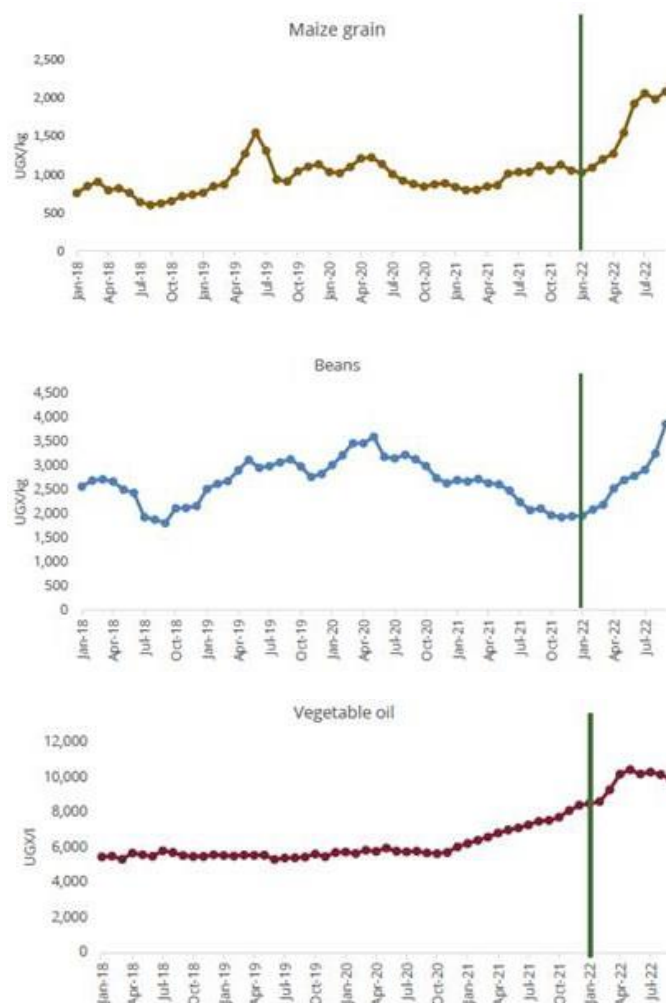 Maize grain
UGX/kg
2,500
2,000
1,500
1,000
500
0
Jan-18
Apr-18
Jul-18
Oct-18
Jan-19
Apr-19
Jul-19
Oct-19
Jan-20
Apr-20
Jul-20
Oct-20
Jan-21
Apr-21
Jul-21
Oct-21
Jan-22
Apr-22
Jul-22
Beans
UGX/kg
4,500
4,000
3,500
3,000
2,500
2,000
1,500
1,000
500
0
Jan-18
Apr-18
Jul-18
Oct-18
Jan-19
Apr-19
Jul-19
Oct-19
Jan-20
Apr-20
Jul-20
Oct-20
Jan-21
Apr-21
Jul-21
Oct-21
Jan-22
Apr-22
Jul-22
Vegetable oil
UGX/l
12,000
10,000
8,000
6,000
4,000
2,000
0
Jan-18
Apr-18
Jul-18
Oct-18
Jan-19
Apr-19
Jul-19
Oct-19
Jan-20
Apr-20
Jul-20
Oct-20
Jan-21
Apr-21
Jul-21
Oct-21
Jan-22
Apr-22
Jul-22